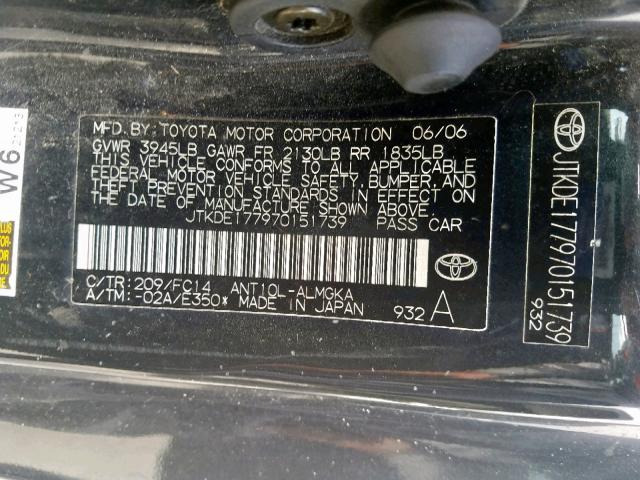 MFD. BY: TOYOTA MOTOR CORPORATION 06/06
GVWR 3945LB GAWR FR 2130LB RR 1835LB
THIS VEHICLE CONFORMS TO ALL APPLICABLE
FEDERAL MOTOR VEHICLE SAFETY, BUMPER, AND
THEFT PREVENTION STANDARDS IN EFFECT ON
THE DATE OF MANUFACTURE SHOWN ABOVE.
JTKDE177970151739 PASS CAR
C/TR: 209/FC14 ANT10L-ALMGKA
A/TM: -02A/E350* MADE IN JAPAN 932 A
JTKDE177970151739
932
W6